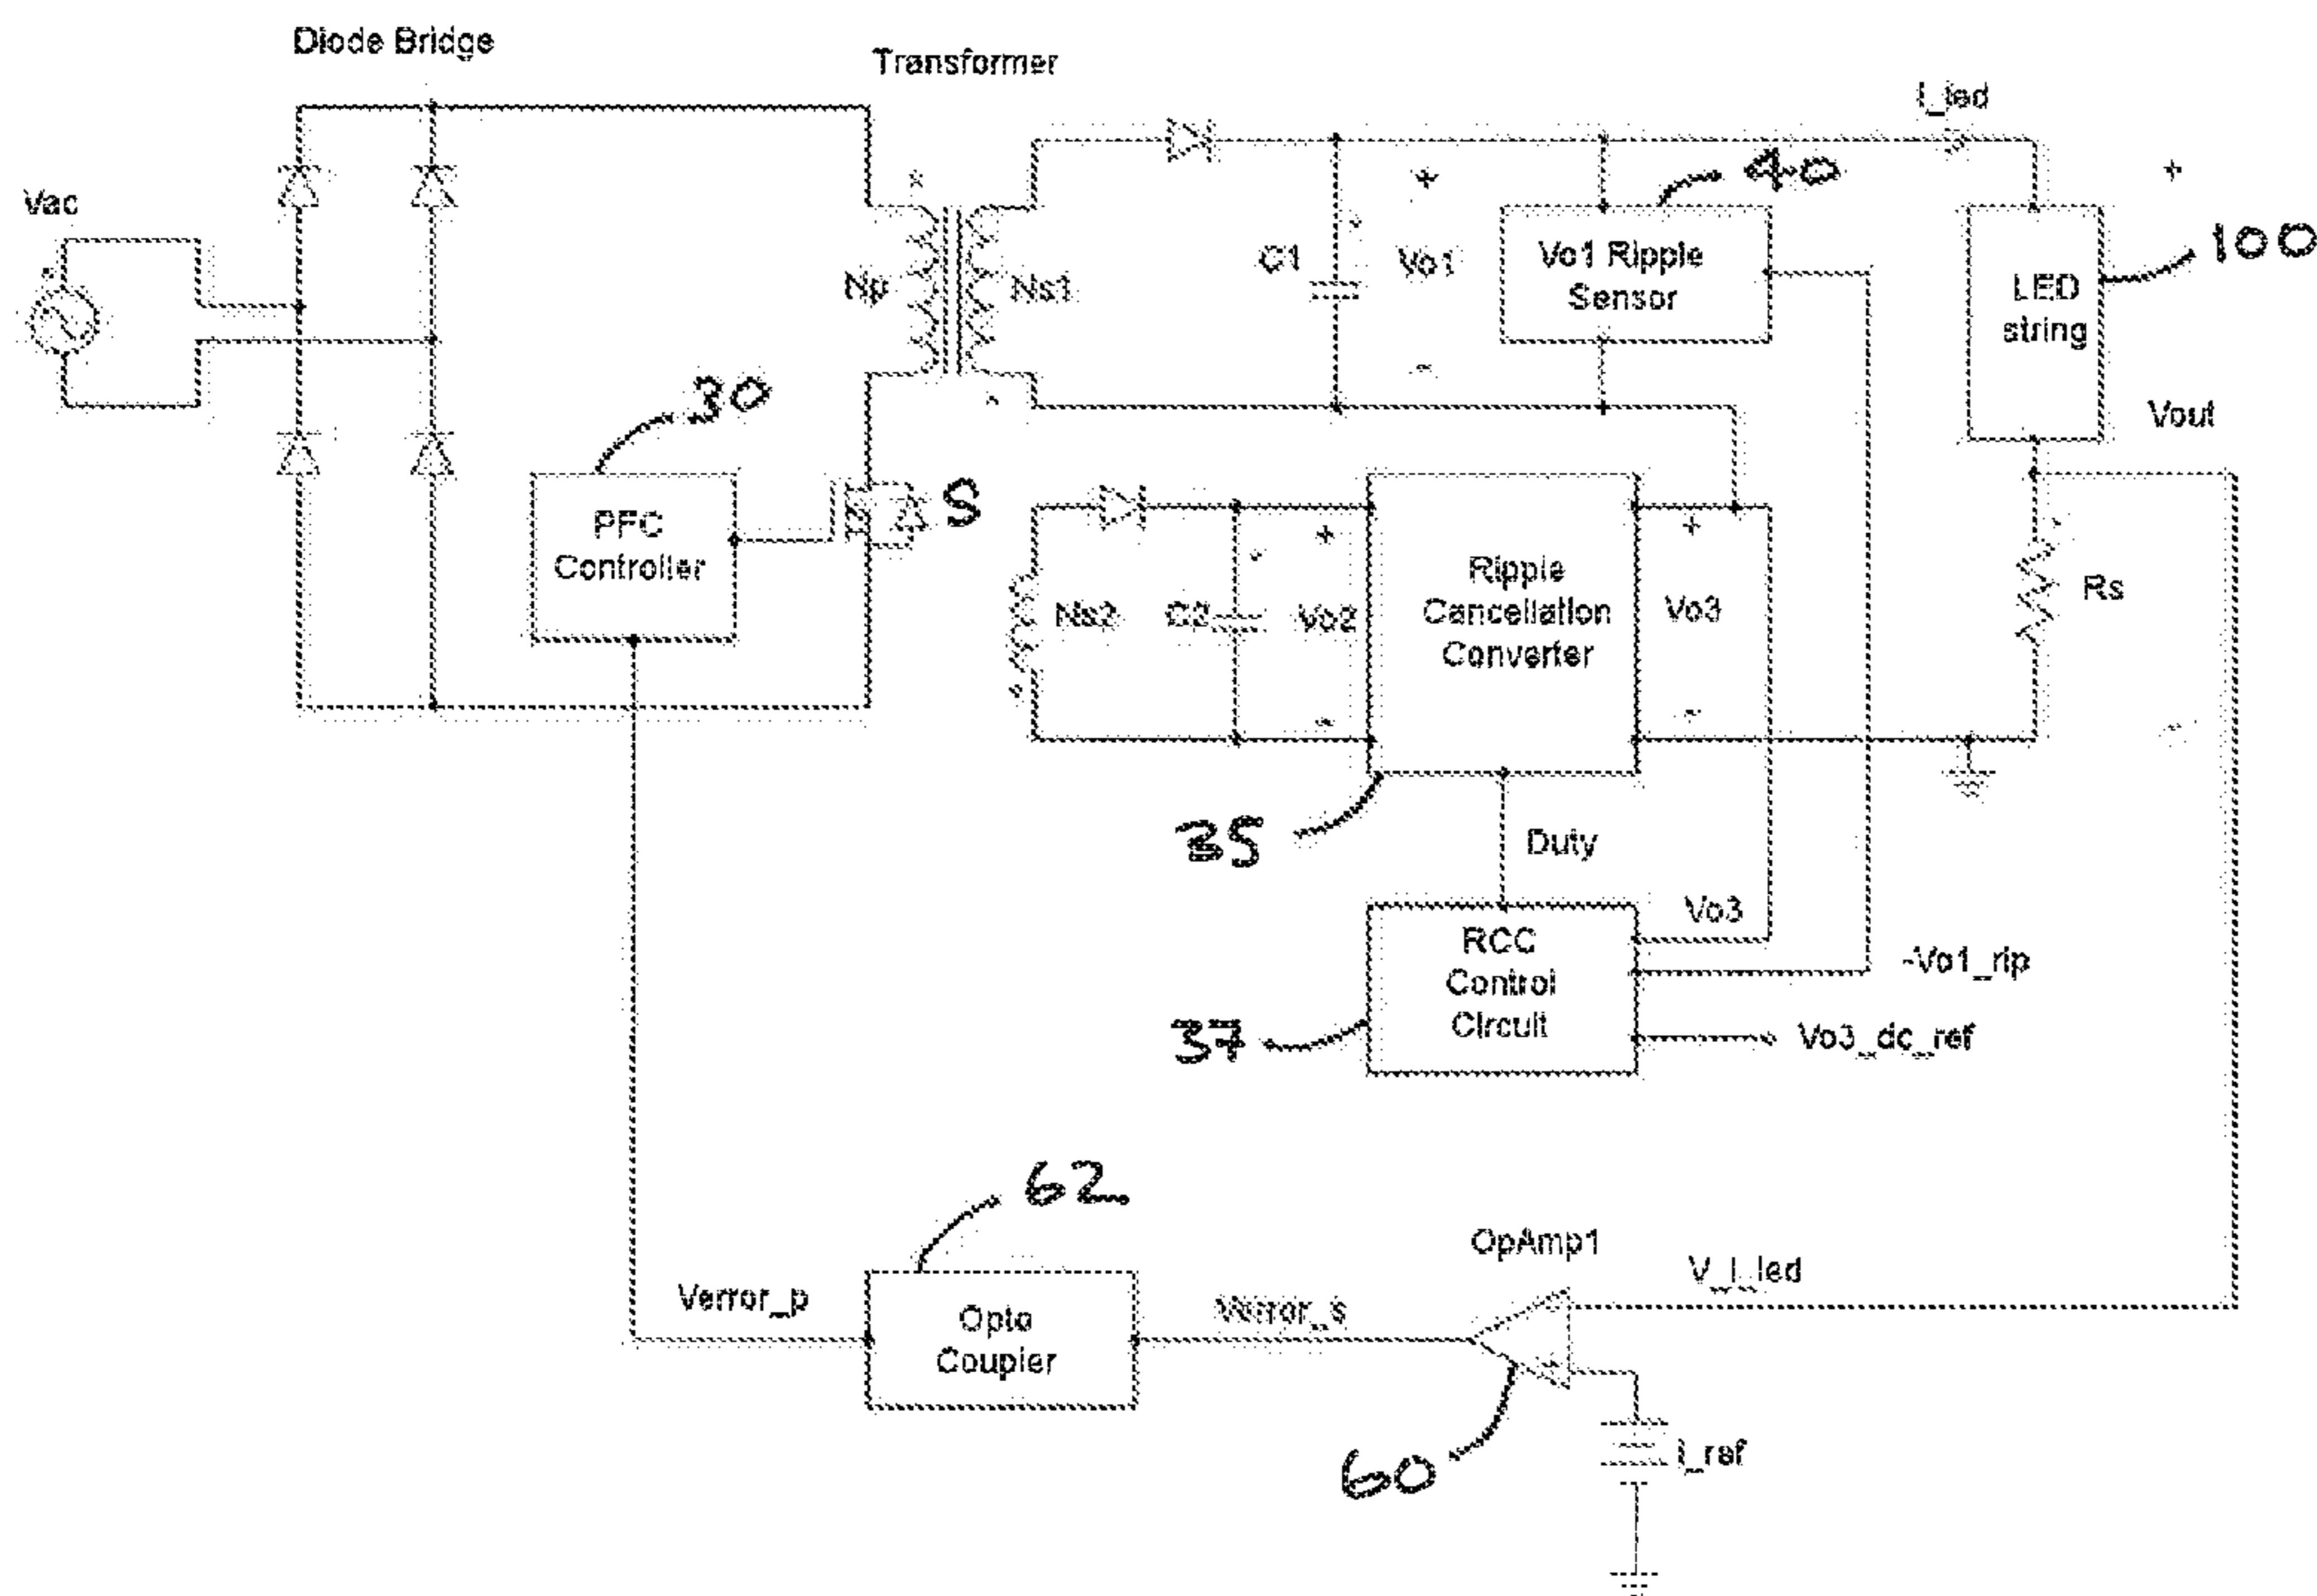 Diode Bridge
Transformer
I_led
Vac
40
100
Np
Ns1
C1
+
Vo1
-
Vo1 Ripple
Sensor
LED
string
+
Vout
-
30
PFC
Controller
S
Ns2
C2
+
Vo2
-
Ripple
Cancellation
Converter
+
Vo3
-
Rs
35
Duty
RCC
Control
Circuit
Vo3
-Vo1_rip
Vo3_dc_ref
37
62
OpAmp1
V_I_led
Verror_p
Opto
Coupler
Verror_s
60
I_ref